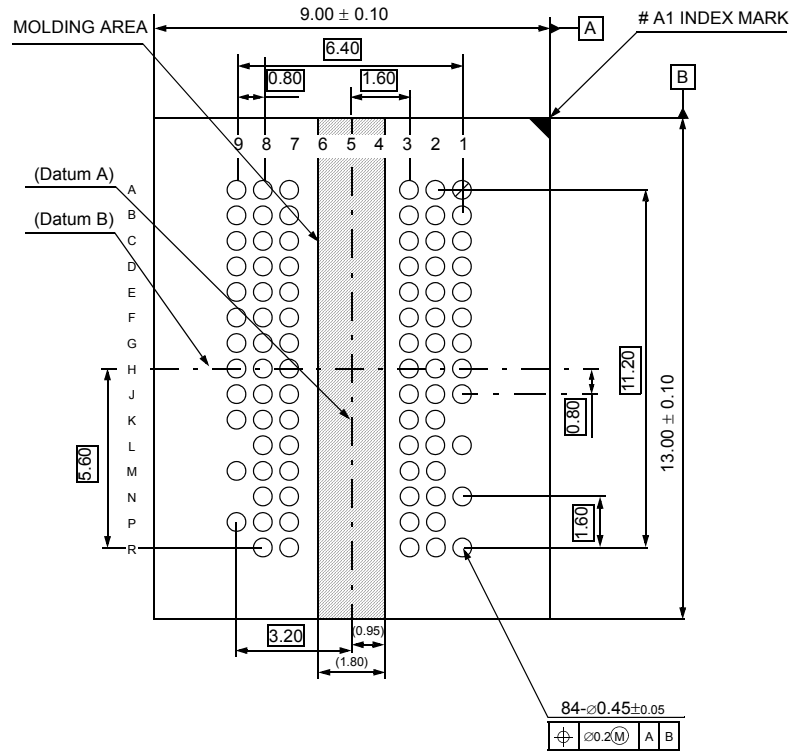 9.00 ± 0.10
A
# A1 INDEX MARK
MOLDING AREA
6.40
0.80
1.60
B
9 8 7 6 5 4 3 2 1
(Datum A)
(Datum B)
A
B
C
D
E
F
G
H
J
K
L
M
N
P
R
5.60
11.20
0.80
13.00 ± 0.10
1.60
3.20
(0.95)
(1.80)
84-∅0.45±0.05
⌖ ∅0.2Ⓜ A B